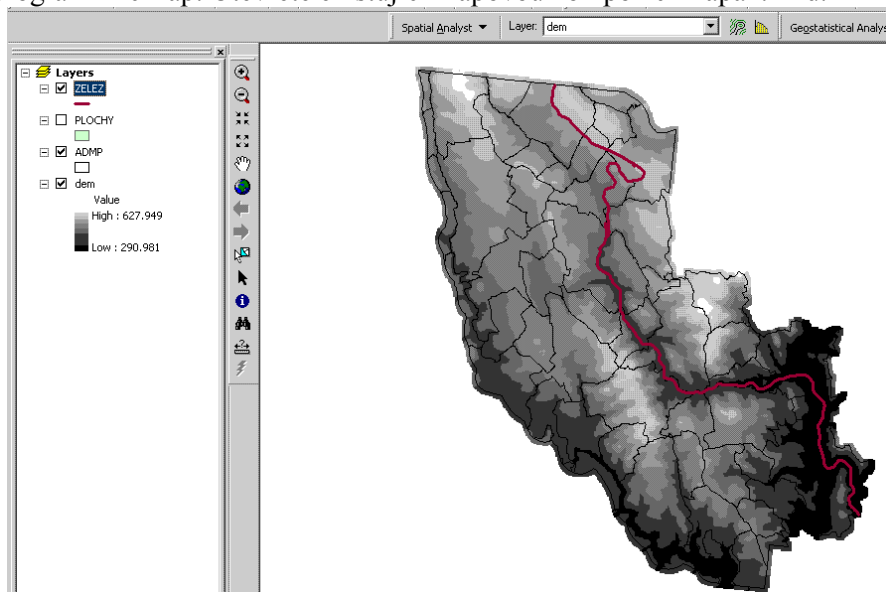 Spatial Analyst
Layer: dem
Geostatistical Analys
Layers
ZELEZ
PLOCHY
ADMP
dem
Value
High : 627.949
Low : 290.981